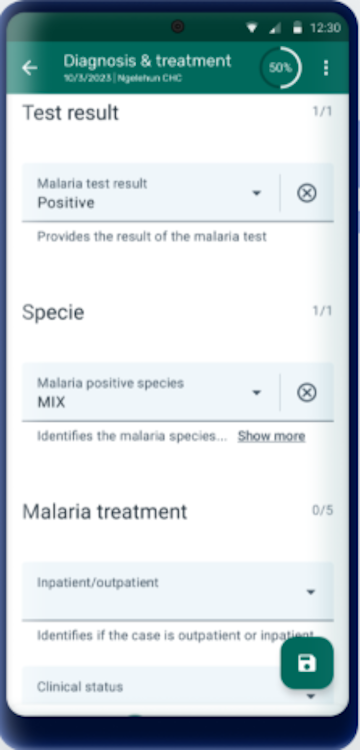 12:30
Diagnosis & treatment
10/3/2023 | Ngelehun CHC
50%
Test result 1/1
Malaria test result
Positive
Provides the result of the malaria test
Specie 1/1
Malaria positive species
MIX
Identifies the malaria species... Show more
Malaria treatment 0/5
Inpatient/outpatient
Identifies if the case is outpatient or inpatient
Clinical status